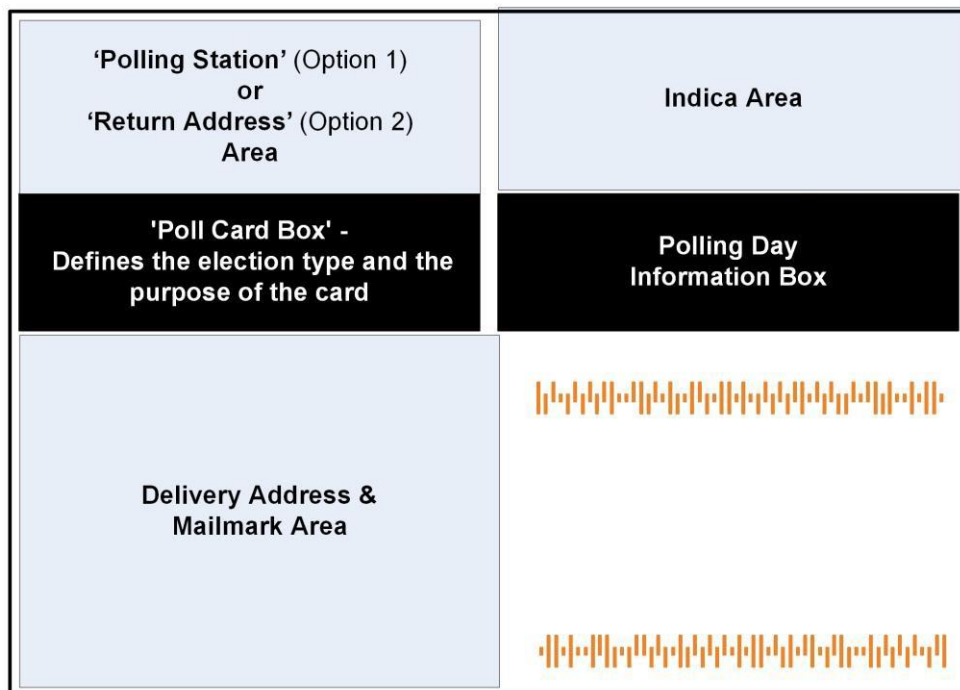 ‘Polling Station’ (Option 1)
or
‘Return Address’ (Option 2)
Area
Indica Area
'Poll Card Box' -
Defines the election type and the
purpose of the card
Polling Day
Information Box
Delivery Address &
Mailmark Area